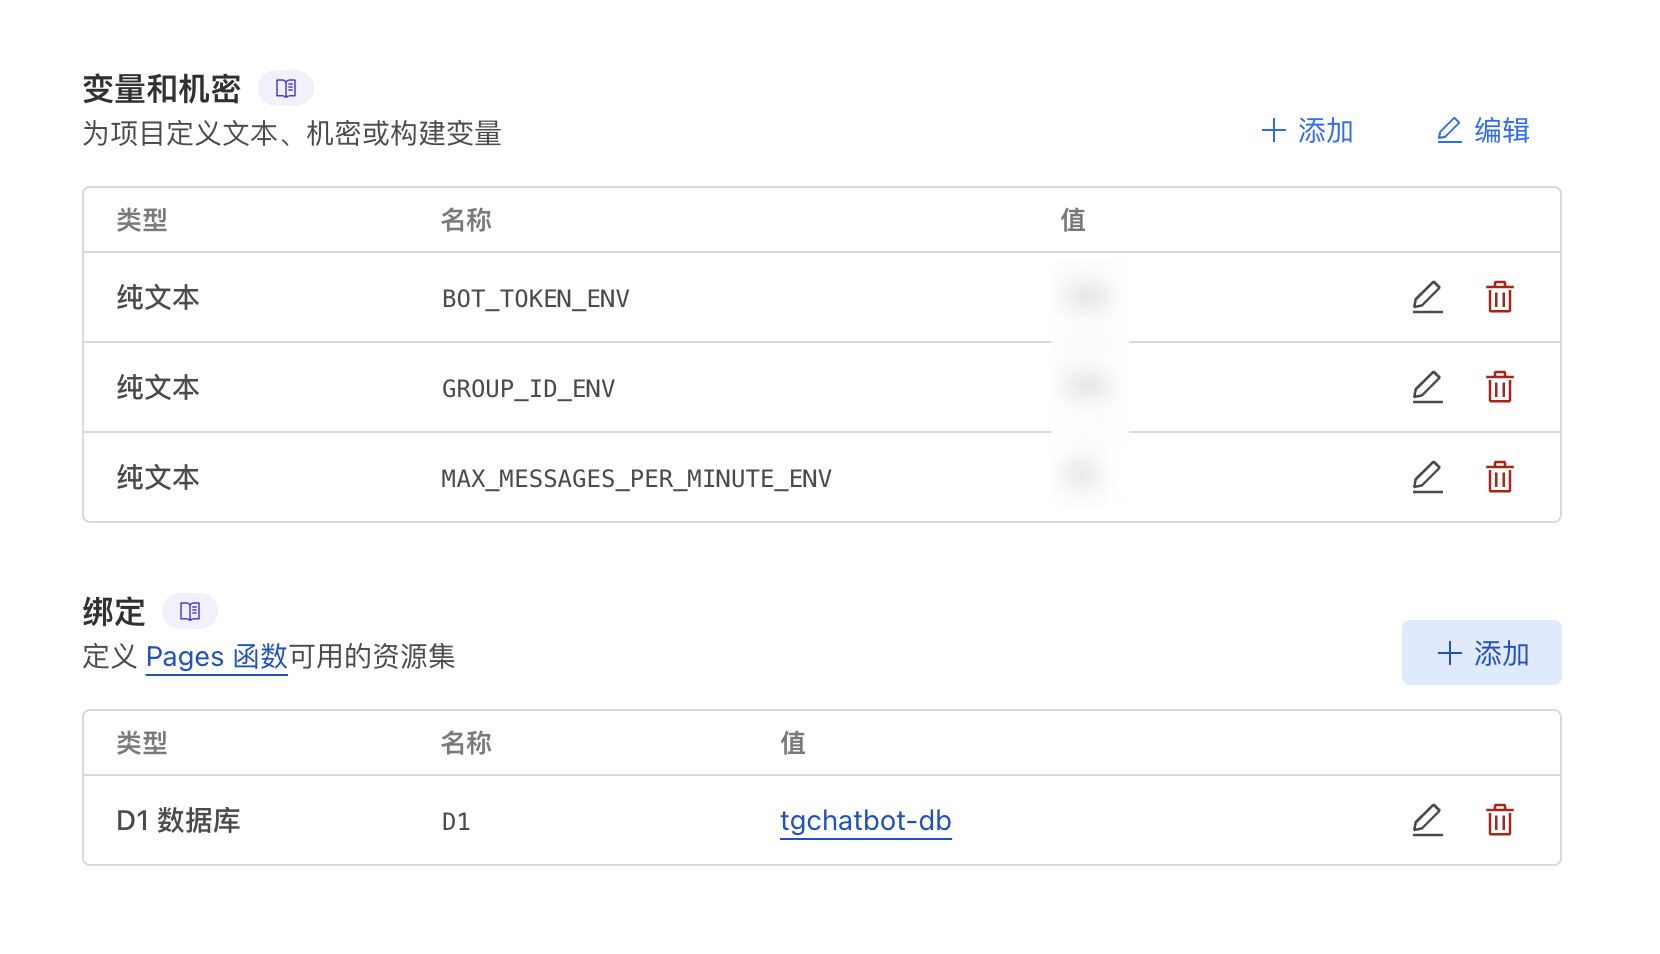 变量和机密
为项目定义文本、机密或构建变量
添加 编辑
类型 名称 值
纯文本 BOT_TOKEN_ENV
纯文本 GROUP_ID_ENV
纯文本 MAX_MESSAGES_PER_MINUTE_ENV
绑定
定义 Pages 函数可用的资源集
添加
类型 名称 值
D1 数据库 D1 tgchatbot-db